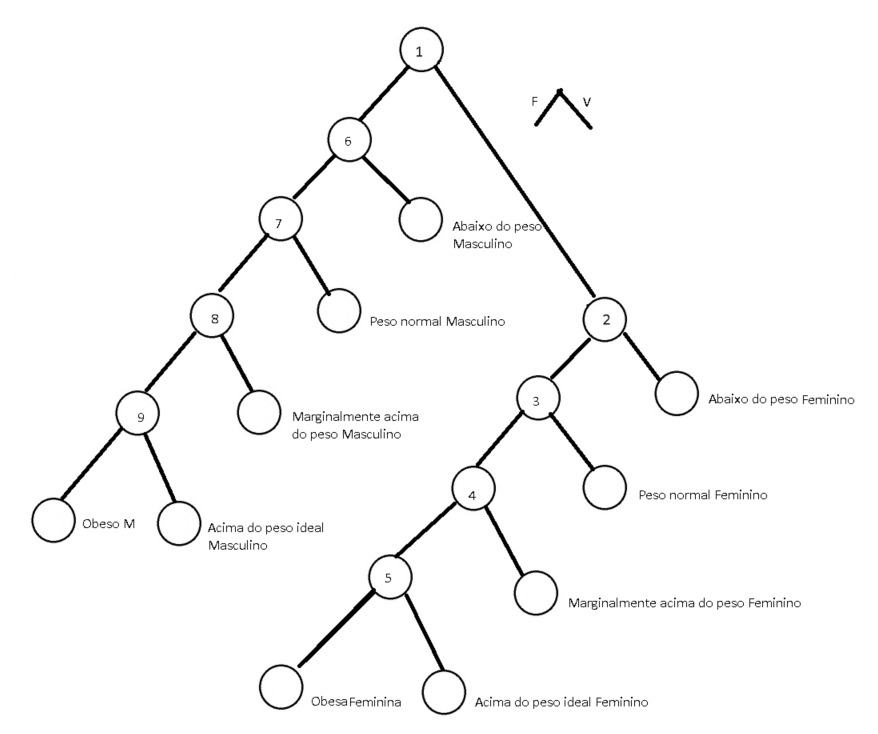 1
F V
6
7
Abaixo do peso
Masculino
8
Peso normal Masculino
2
3
Abaixo do peso Feminino
9
Marginalmente acima
do peso Masculino
4
Peso normal Feminino
Obeso M
Acima do peso ideal
Masculino
5
Marginalmente acima do peso Feminino
Obesa Feminina
Acima do peso ideal Feminino